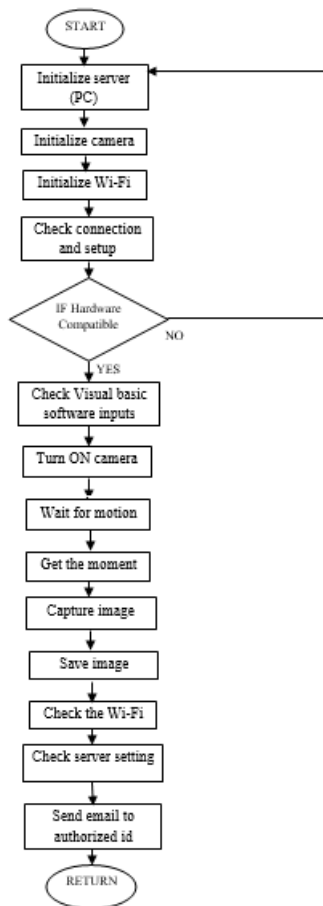 START
Initialize server
(PC)
Initialize camera
Initialize Wi-Fi
Check connection
and setup
IF Hardware
Compatible
NO
YES
Check Visual basic
software inputs
Turn ON camera
Wait for motion
Get the moment
Capture image
Save image
Check the Wi-Fi
Check server setting
Send email to
authorized id
RETURN